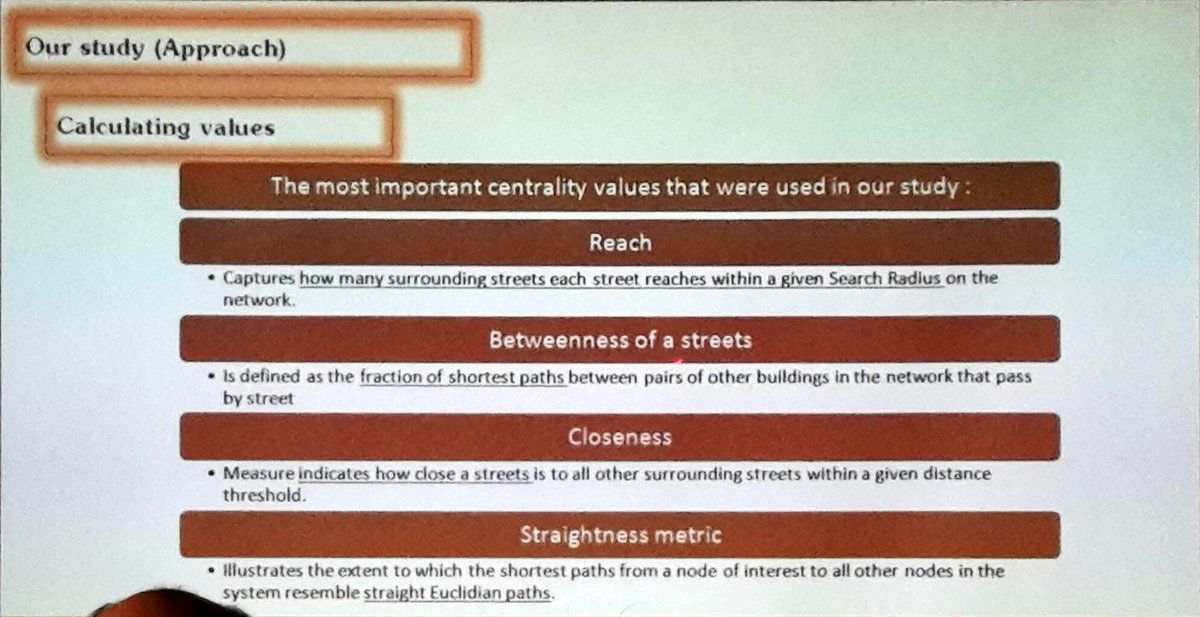 Our study (Approach)
Calculating values
The most important centrality values that were used in our study :
Reach
• Captures how many surrounding streets each street reaches within a given Search Radius on the
network.
Betweenness of a streets
• Is defined as the fraction of shortest paths between pairs of other buildings in the network that pass
by street
Closeness
• Measure indicates how close a streets is to all other surrounding streets within a given distance
threshold.
Straightness metric
• Illustrates the extent to which the shortest paths from a node of interest to all other nodes in the
system resemble straight Euclidian paths.